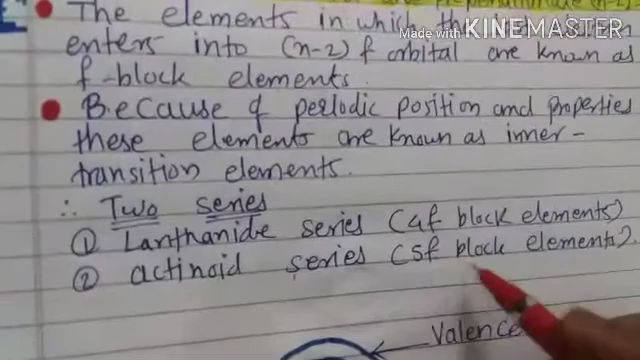 The elements in which the last
Made with KINEMASTER
enters into (n-2) f orbital are known as
f-block elements.
Because of periodic position and properties
these elements are known as inner-
transition elements.
∴ Two series
① Lanthanide series (4f block elements)
② actinoid series (5f block elements).
Valence